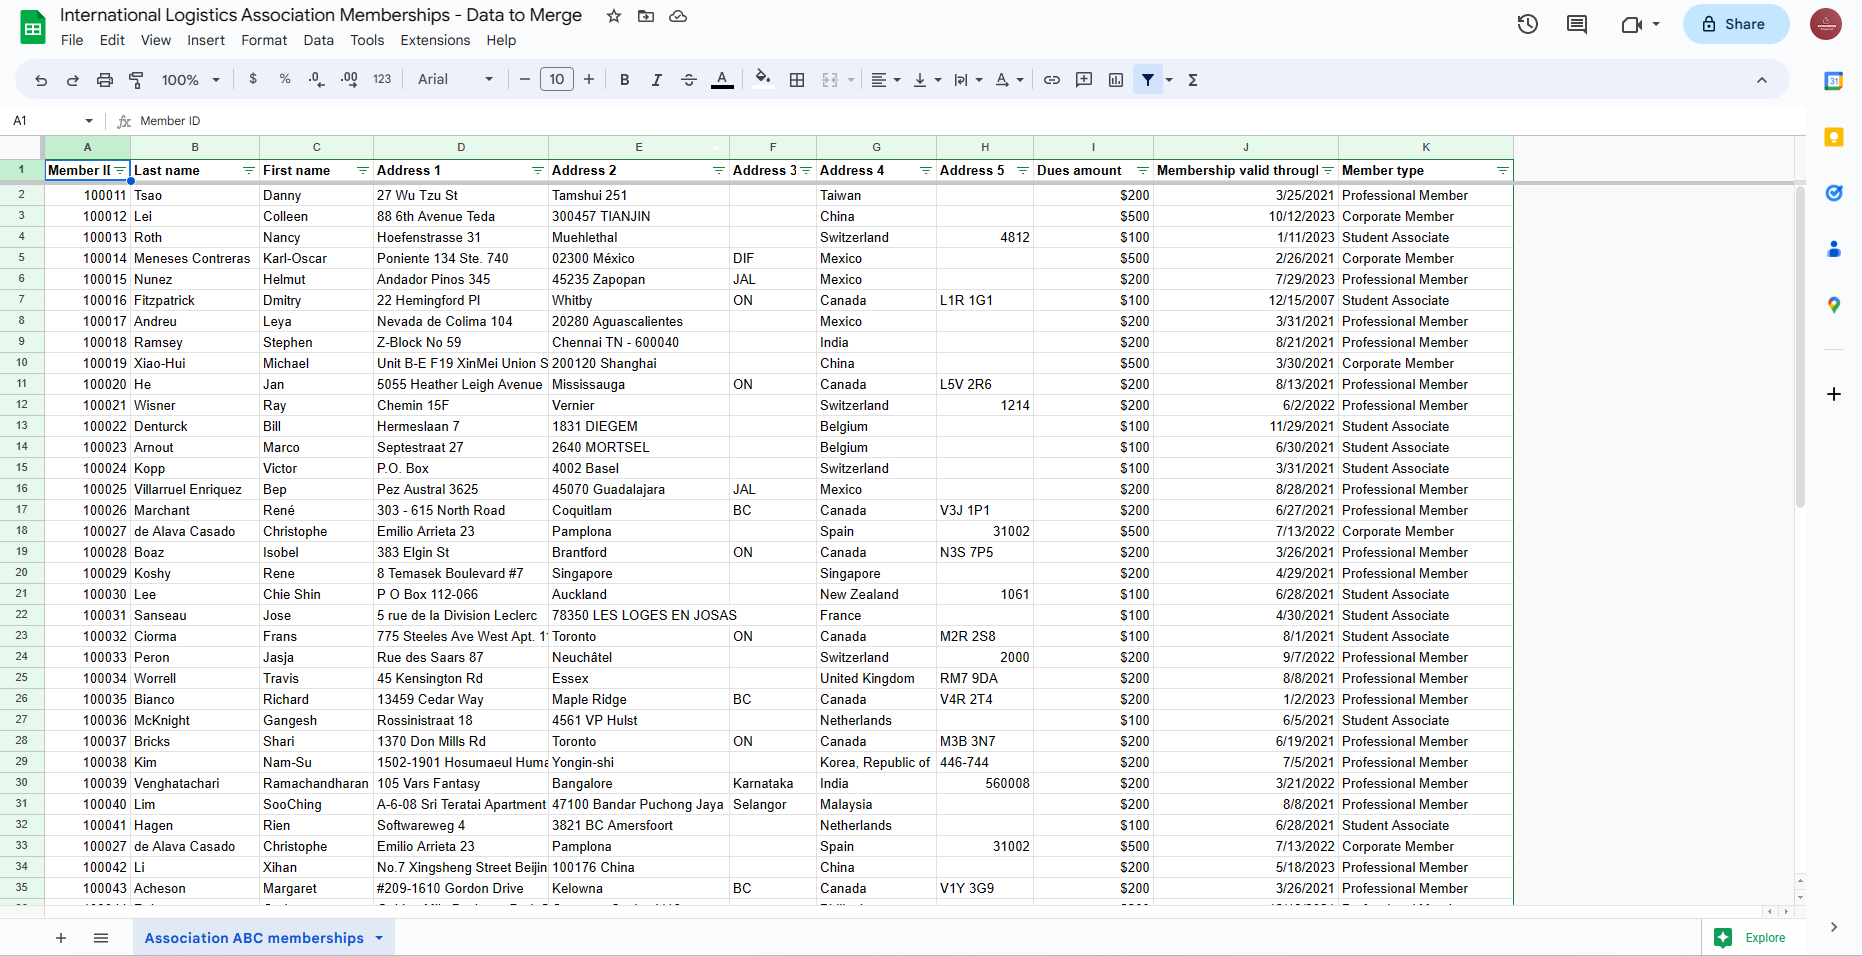 International Logistics Association Memberships - Data to Merge
File Edit View Insert Format Data Tools Extensions Help
Share
100% $ % .0 .00 123 Arial 10 B I A Σ
31
A1 fx Member ID
A B C D E F G H I J K
1 Member ID Last name First name Address 1 Address 2 Address 3 Address 4 Address 5 Dues amount Membership valid througl Member type
2 100011 Tsao Danny 27 Wu Tzu St Tamshui 251 Taiwan $200 3/25/2021 Professional Member
3 100012 Lei Colleen 88 6th Avenue Teda 300457 TIANJIN China $500 10/12/2023 Corporate Member
4 100013 Roth Nancy Hoefenstrasse 31 Muehlethal Switzerland 4812 $100 1/11/2023 Student Associate
5 100014 Meneses Contreras Karl-Oscar Poniente 134 Ste. 740 02300 México DIF Mexico $500 2/26/2021 Corporate Member
6 100015 Nunez Helmut Andador Pinos 345 45235 Zapopan JAL Mexico $200 7/29/2023 Professional Member
7 100016 Fitzpatrick Dmitry 22 Hemingford Pl Whitby ON Canada L1R 1G1 $100 12/15/2007 Student Associate
8 100017 Andreu Leya Nevada de Colima 104 20280 Aguascalientes Mexico $200 3/31/2021 Professional Member
9 100018 Ramsey Stephen Z-Block No 59 Chennai TN - 600040 India $200 8/21/2021 Professional Member
10 100019 Xiao-Hui Michael Unit B-E F19 XinMei Union S 200120 Shanghai China $500 3/30/2021 Corporate Member
11 100020 He Jan 5055 Heather Leigh Avenue Mississauga ON Canada L5V 2R6 $200 8/13/2021 Professional Member
12 100021 Wisner Ray Chemin 15F Vernier Switzerland 1214 $200 6/2/2022 Professional Member
13 100022 Denturck Bill Hermeslaan 7 1831 DIEGEM Belgium $100 11/29/2021 Student Associate
14 100023 Arnout Marco Septestraat 27 2640 MORTSEL Belgium $100 6/30/2021 Student Associate
15 100024 Kopp Victor P.O. Box 4002 Basel Switzerland $100 3/31/2021 Student Associate
16 100025 Villarruel Enriquez Bep Pez Austral 3625 45070 Guadalajara JAL Mexico $200 8/28/2021 Professional Member
17 100026 Marchant René 303 - 615 North Road Coquitlam BC Canada V3J 1P1 $200 6/27/2021 Professional Member
18 100027 de Alava Casado Christophe Emilio Arrieta 23 Pamplona Spain 31002 $500 7/13/2022 Corporate Member
19 100028 Boaz Isobel 383 Elgin St Brantford ON Canada N3S 7P5 $200 3/26/2021 Professional Member
20 100029 Koshy Rene 8 Temasek Boulevard #7 Singapore Singapore $200 4/29/2021 Professional Member
21 100030 Lee Chie Shin P O Box 112-066 Auckland New Zealand 1061 $100 6/28/2021 Student Associate
22 100031 Sanseau Jose 5 rue de la Division Leclerc 78350 LES LOGES EN JOSAS France $100 4/30/2021 Student Associate
23 100032 Ciorma Frans 775 Steeles Ave West Apt. 1 Toronto ON Canada M2R 2S8 $100 8/1/2021 Student Associate
24 100033 Peron Jasja Rue des Saars 87 Neuchâtel Switzerland 2000 $200 9/7/2022 Professional Member
25 100034 Worrell Travis 45 Kensington Rd Essex United Kingdom RM7 9DA $200 8/8/2021 Professional Member
26 100035 Bianco Richard 13459 Cedar Way Maple Ridge BC Canada V4R 2T4 $200 1/2/2023 Professional Member
27 100036 McKnight Gangesh Rossinistraat 18 4561 VP Hulst Netherlands $100 6/5/2021 Student Associate
28 100037 Bricks Shari 1370 Don Mills Rd Toronto ON Canada M3B 3N7 $200 6/19/2021 Professional Member
29 100038 Kim Nam-Su 1502-1901 Hosumaeul Huma Yongin-shi Korea, Republic of 446-744 $200 7/5/2021 Professional Member
30 100039 Venghatachari Ramachandharan 105 Vars Fantasy Bangalore Karnataka India 560008 $200 3/21/2022 Professional Member
31 100040 Lim SooChing A-6-08 Sri Teratai Apartment 47100 Bandar Puchong Jaya Selangor Malaysia $200 8/8/2021 Professional Member
32 100041 Hagen Rien Softwareweg 4 3821 BC Amersfoort Netherlands $100 6/28/2021 Student Associate
33 100027 de Alava Casado Christophe Emilio Arrieta 23 Pamplona Spain 31002 $500 7/13/2022 Corporate Member
34 100042 Li Xihan No.7 Xingsheng Street Beijin 100176 China China $200 5/18/2023 Professional Member
35 100043 Acheson Margaret #209-1610 Gordon Drive Kelowna BC Canada V1Y 3G9 $200 3/26/2021 Professional Member
Association ABC memberships
Explore